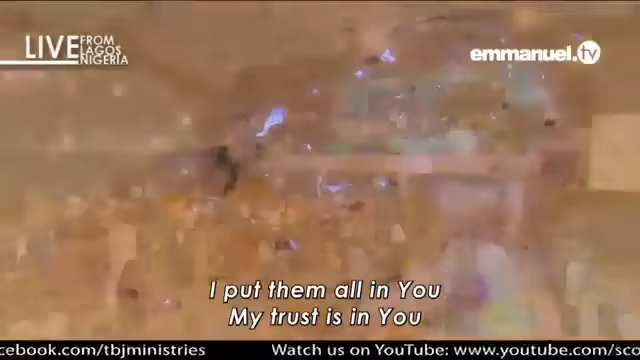 LIVE FROM LAGOS NIGERIA
emmanuel.tv
I put them all in You
My trust is in You
acebook.com/tbjministries Watch us on YouTube: www.youtube.com/sc